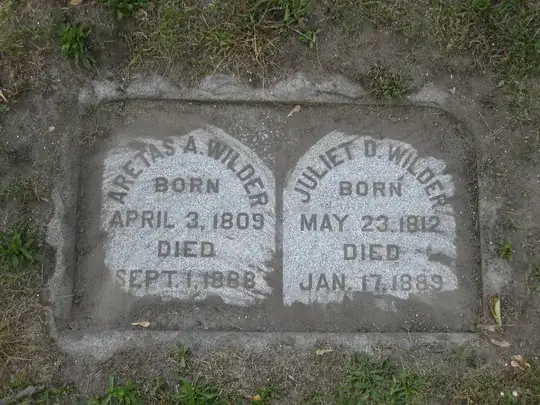 ARETAS A. WILDER
BORN
APRIL 3, 1809
DIED
SEPT. 1, 1888
JULIET D. WILDER
BORN
MAY 23, 1812
DIED
JAN. 17, 1889